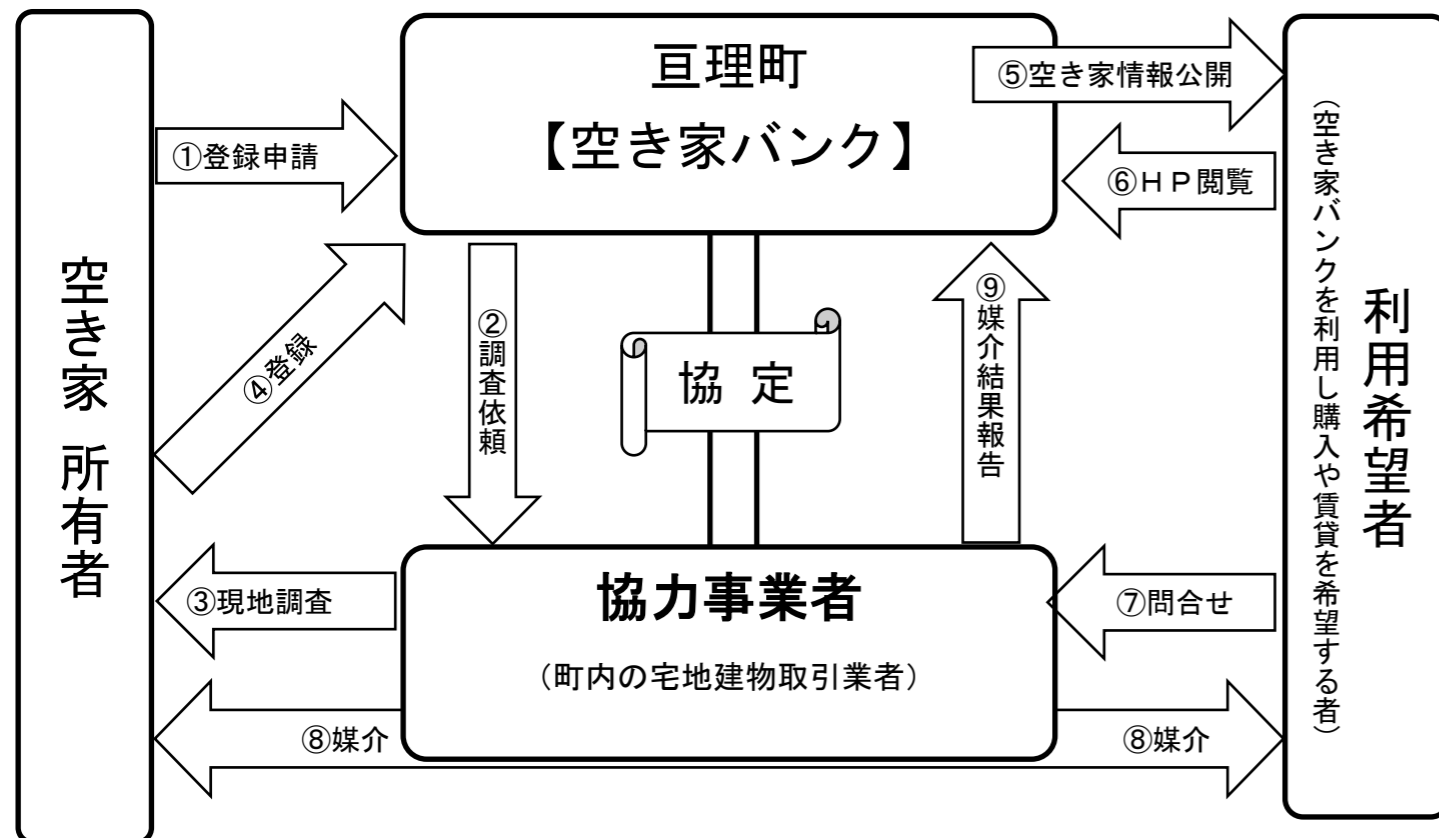 亘理町
【空き家バンク】
①登録申請
⑤空き家情報公開
⑥ＨＰ閲覧
空き家 所有者
④登録
②調査依頼
協 定
⑨媒介結果報告
利用希望者
（空き家バンクを利用し購入や賃貸を希望する者）
③現地調査
協力事業者
（町内の宅地建物取引業者）
⑦問合せ
⑧媒介
⑧媒介